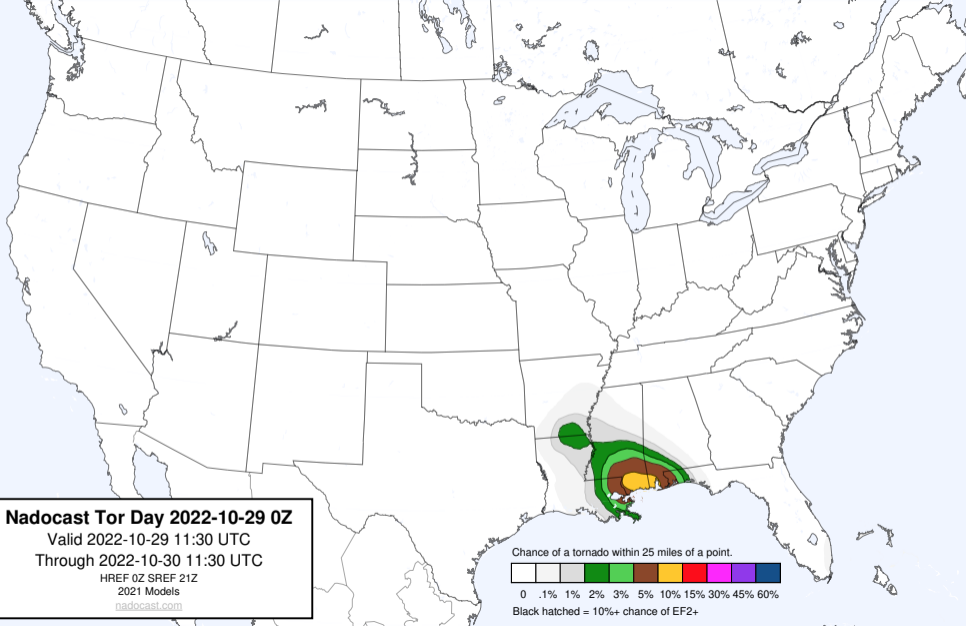 Nadocast Tor Day 2022-10-29 0Z
Valid 2022-10-29 11:30 UTC
Through 2022-10-30 11:30 UTC
HREF 0Z SREF 21Z
2021 Models
nadocast.com
Chance of a tornado within 25 miles of a point.
0 .1% 1% 2% 3% 5% 10% 15% 30% 45% 60%
Black hatched = 10%+ chance of EF2+